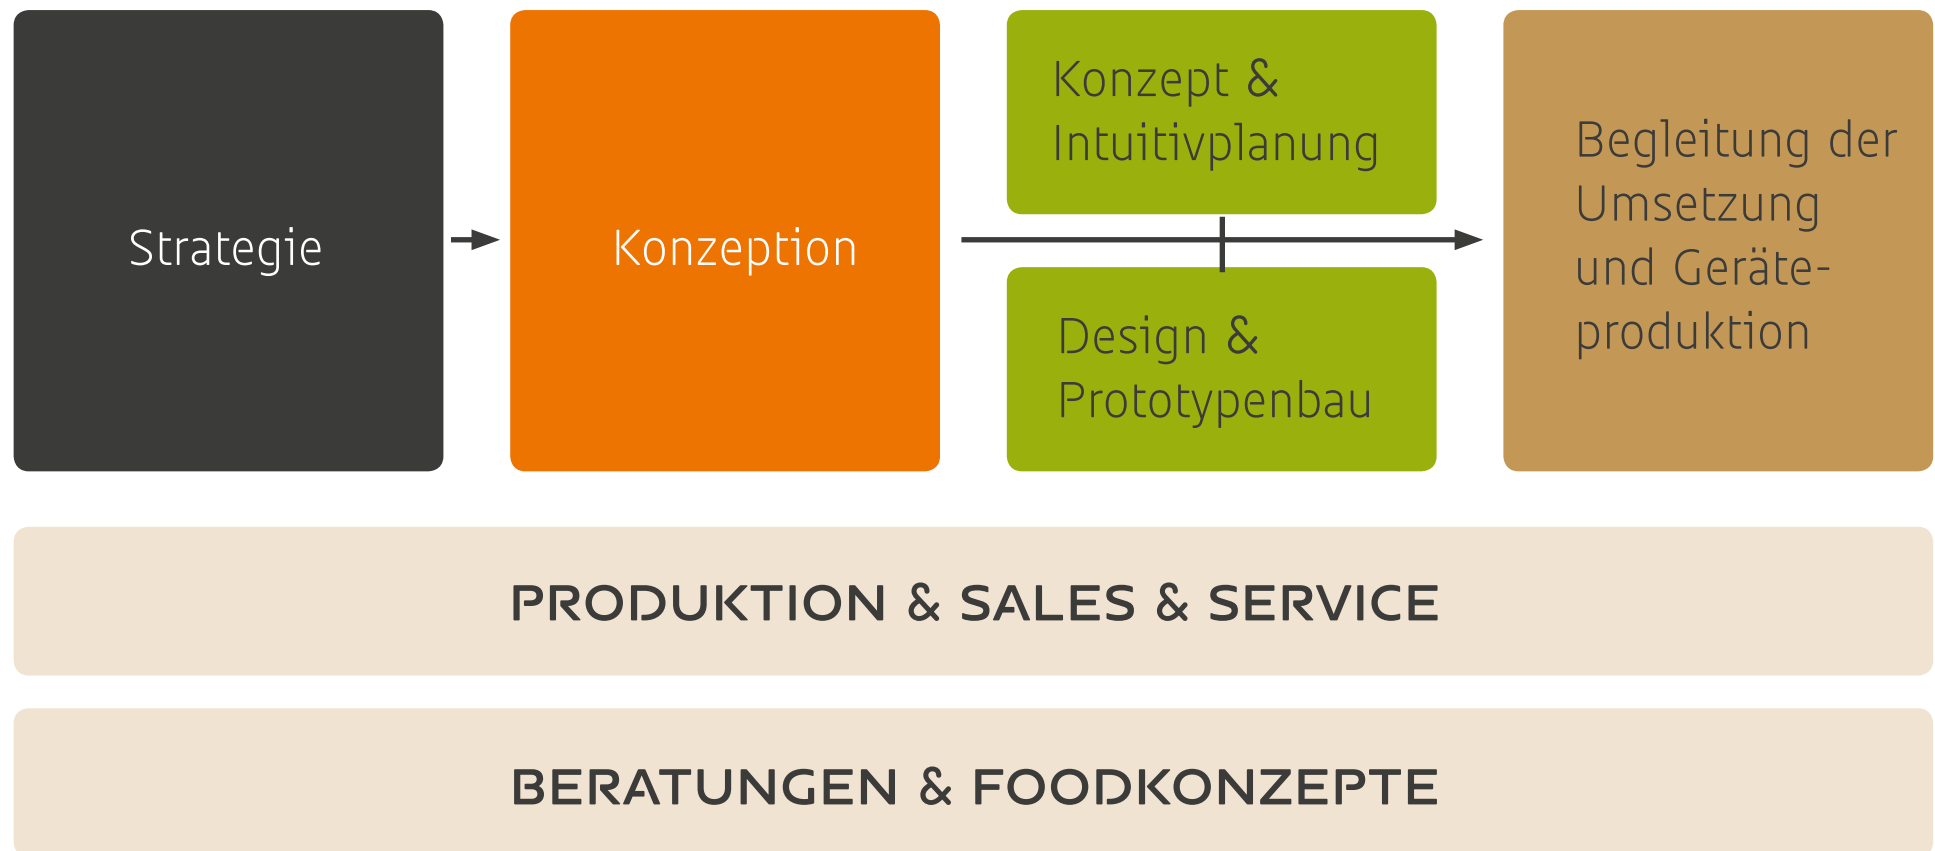 Strategie
Konzeption
Konzept &
Intuitivplanung
Design &
Prototypenbau
Begleitung der
Umsetzung
und Geräte-
produktion
PRODUKTION & SALES & SERVICE
BERATUNGEN & FOODKONZEPTE